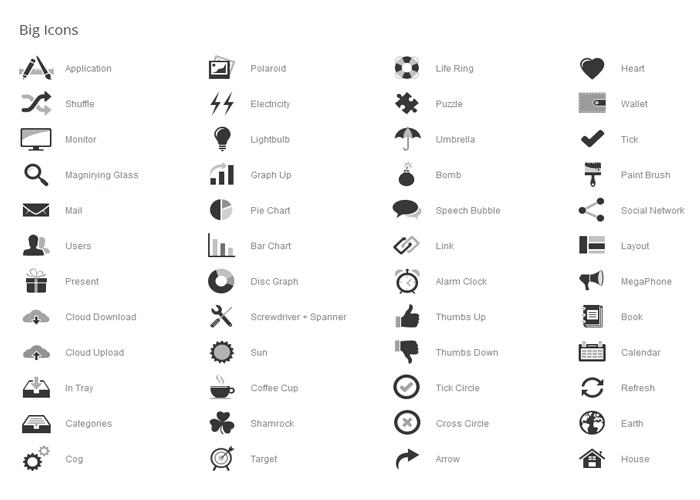 Big Icons
Application
Polaroid
Life Ring
Heart
Shuffle
Electricity
Puzzle
Wallet
Monitor
Lightbulb
Umbrella
Tick
Magnirying Glass
Graph Up
Bomb
Paint Brush
Mail
Pie Chart
Speech Bubble
Social Network
Users
Bar Chart
Link
Layout
Present
Disc Graph
Alarm Clock
MegaPhone
Cloud Download
Screwdriver + Spanner
Thumbs Up
Book
Cloud Upload
Sun
Thumbs Down
Calendar
In Tray
Coffee Cup
Tick Circle
Refresh
Categories
Shamrock
Cross Circle
Earth
Cog
Target
Arrow
House